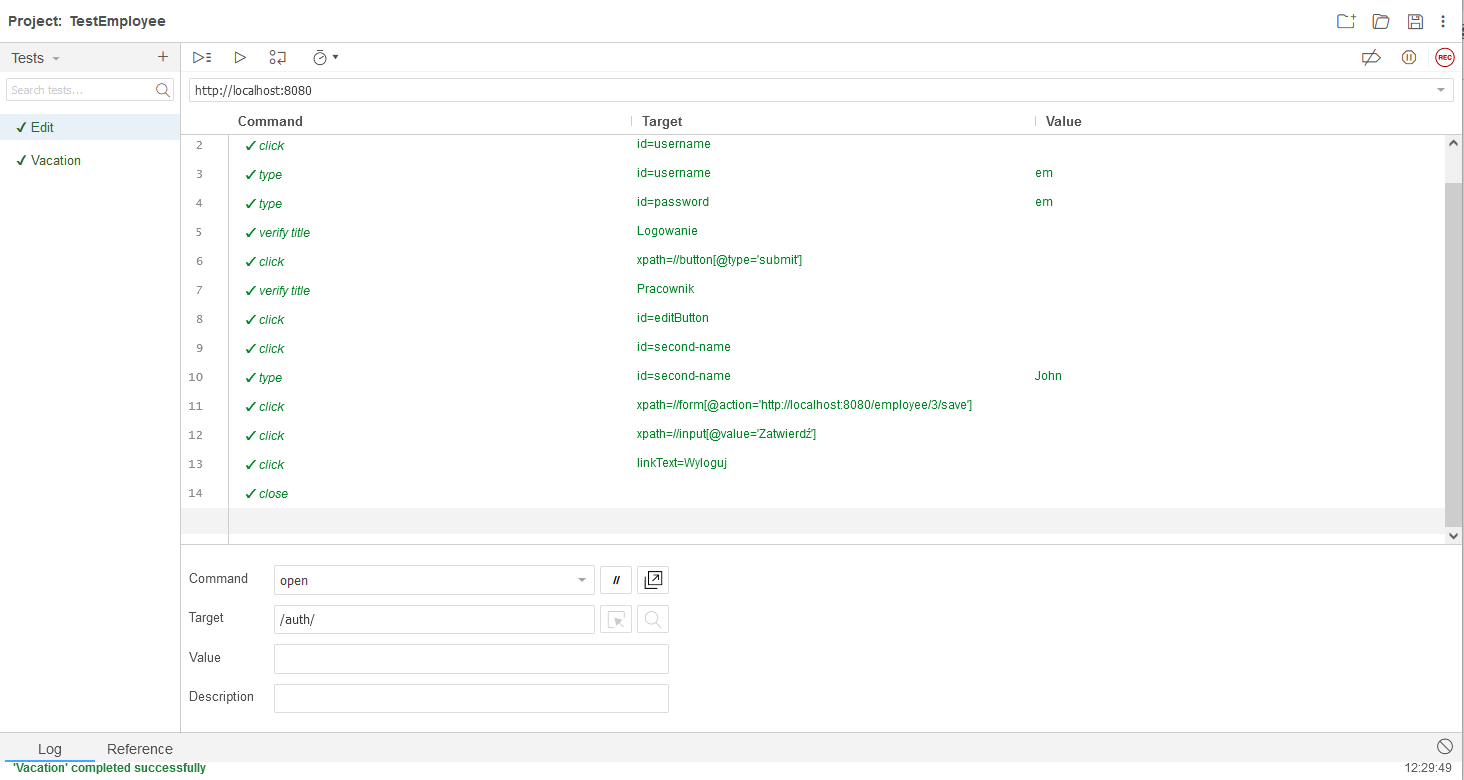 Project: TestEmployee
Tests
Search tests...
Edit
Vacation
REC
http://localhost:8080
Command Target Value
2 click id=username
3 type id=username em
4 type id=password em
5 verify title Logowanie
6 click xpath=//button[@type='submit']
7 verify title Pracownik
8 click id=editButton
9 click id=second-name
10 type id=second-name John
11 click xpath=//form[@action='http://localhost:8080/employee/3/save']
12 click xpath=//input[@value='Zatwierdź']
13 click linkText=Wyloguj
14 close
Command open //
Target /auth/
Value
Description
Log Reference
'Vacation' completed successfully 12:29:49